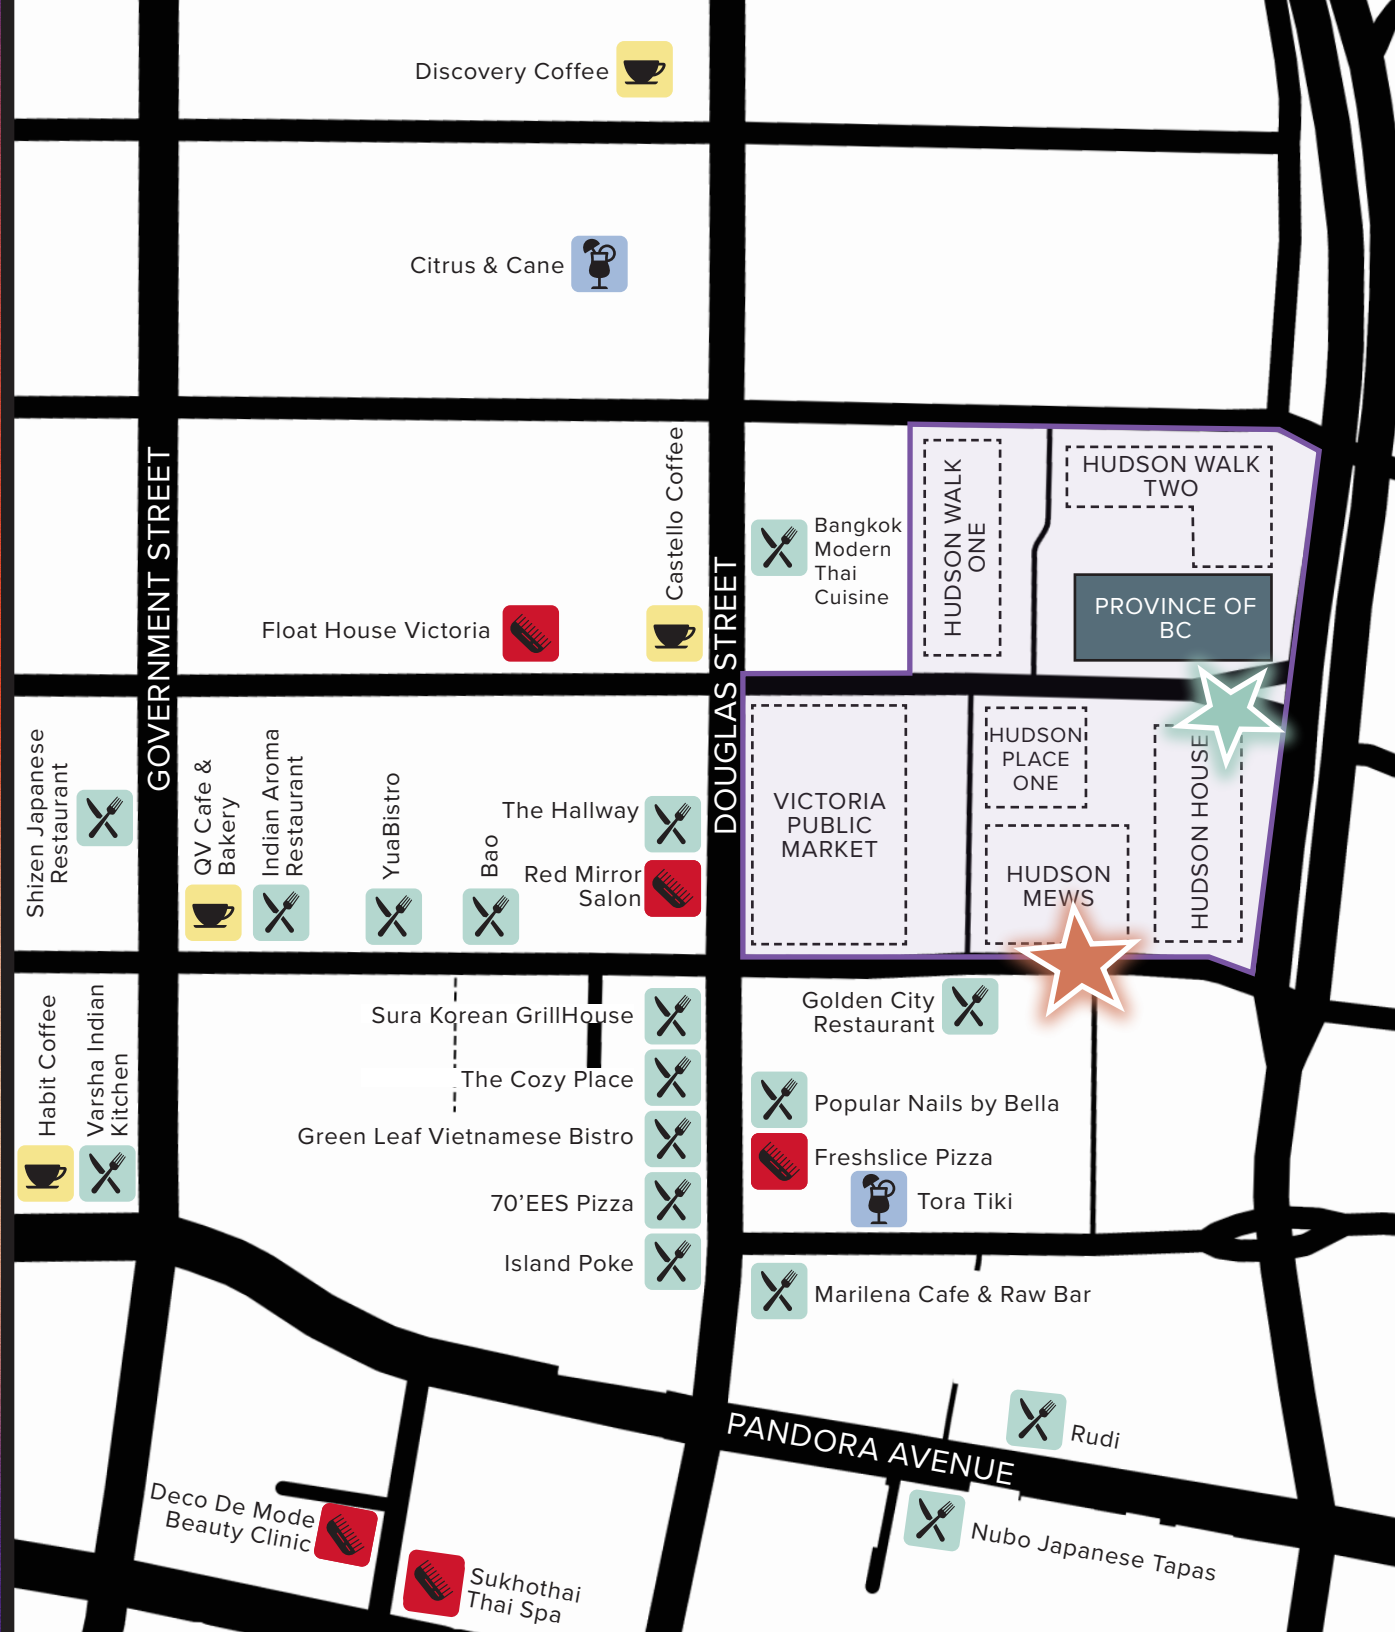 Discovery Coffee
Citrus & Cane
GOVERNMENT STREET
Castello Coffee
DOUGLAS STREET
Float House Victoria
Bangkok
Modern
Thai
Cuisine
HUDSON WALK
ONE
HUDSON WALK
TWO
PROVINCE OF
BC
Shizen Japanese
Restaurant
QV Cafe &
Bakery
Indian Aroma
Restaurant
YuaBistro
Bao
The Hallway
Red Mirror
Salon
VICTORIA
PUBLIC
MARKET
HUDSON
PLACE
ONE
HUDSON
MEWS
HUDSON HOUSE
Habit Coffee
Varsha Indian
Kitchen
Sura Korean GrillHouse
The Cozy Place
Green Leaf Vietnamese Bistro
70’EES Pizza
Island Poke
Golden City
Restaurant
Popular Nails by Bella
Freshslice Pizza
Tora Tiki
Marilena Cafe & Raw Bar
PANDORA AVENUE
Rudi
Nubo Japanese Tapas
Deco De Mode
Beauty Clinic
Sukhothai
Thai Spa